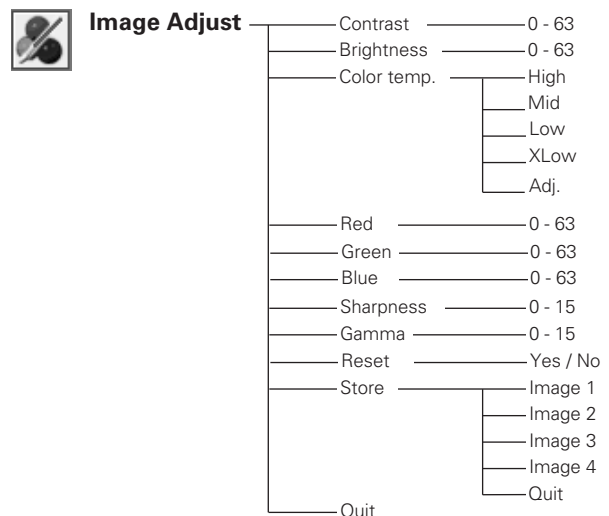 Image Adjust Contrast 0 - 63
Brightness 0 - 63
Color temp. High
Mid
Low
XLow
Adj.
Red 0 - 63
Green 0 - 63
Blue 0 - 63
Sharpness 0 - 15
Gamma 0 - 15
Reset Yes / No
Store Image 1
Image 2
Image 3
Image 4
Quit
Quit